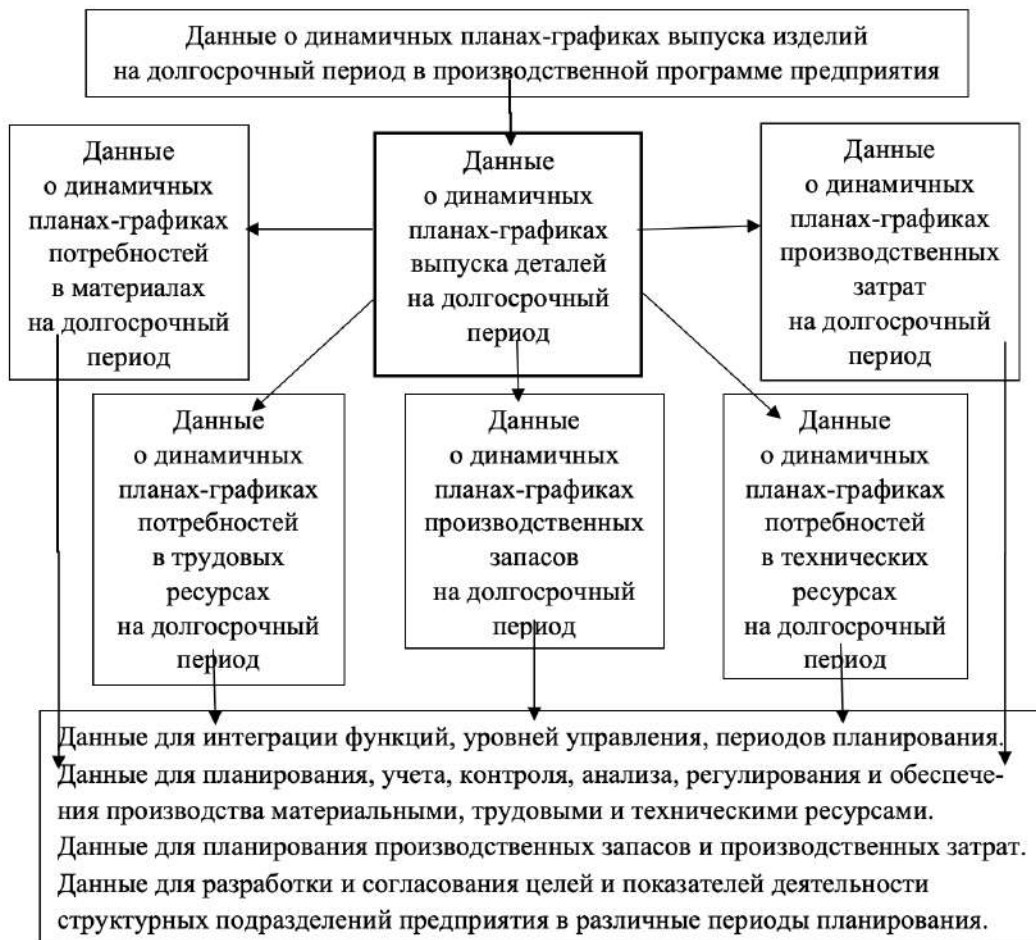 Данные о динамичных планах-графиках выпуска изделий
на долгосрочный период в производственной программе предприятия
Данные
о динамичных
планах-графиках
потребностей
в материалах
на долгосрочный
период
Данные
о динамичных
планах-графиках
выпуска деталей
на долгосрочный
период
Данные
о динамичных
планах-графиках
производственных
затрат
на долгосрочный
период
Данные
о динамичных
планах-графиках
потребностей
в трудовых
ресурсах
на долгосрочный
период
Данные
о динамичных
планах-графиках
производственных
запасов
на долгосрочный
период
Данные
о динамичных
планах-графиках
потребностей
в технических
ресурсах
на долгосрочный
период
Данные для интеграции функций, уровней управления, периодов планирования.
Данные для планирования, учета, контроля, анализа, регулирования и обеспече-
ния производства материальными, трудовыми и техническими ресурсами.
Данные для планирования производственных запасов и производственных затрат.
Данные для разработки и согласования целей и показателей деятельности
структурных подразделений предприятия в различные периоды планирования.